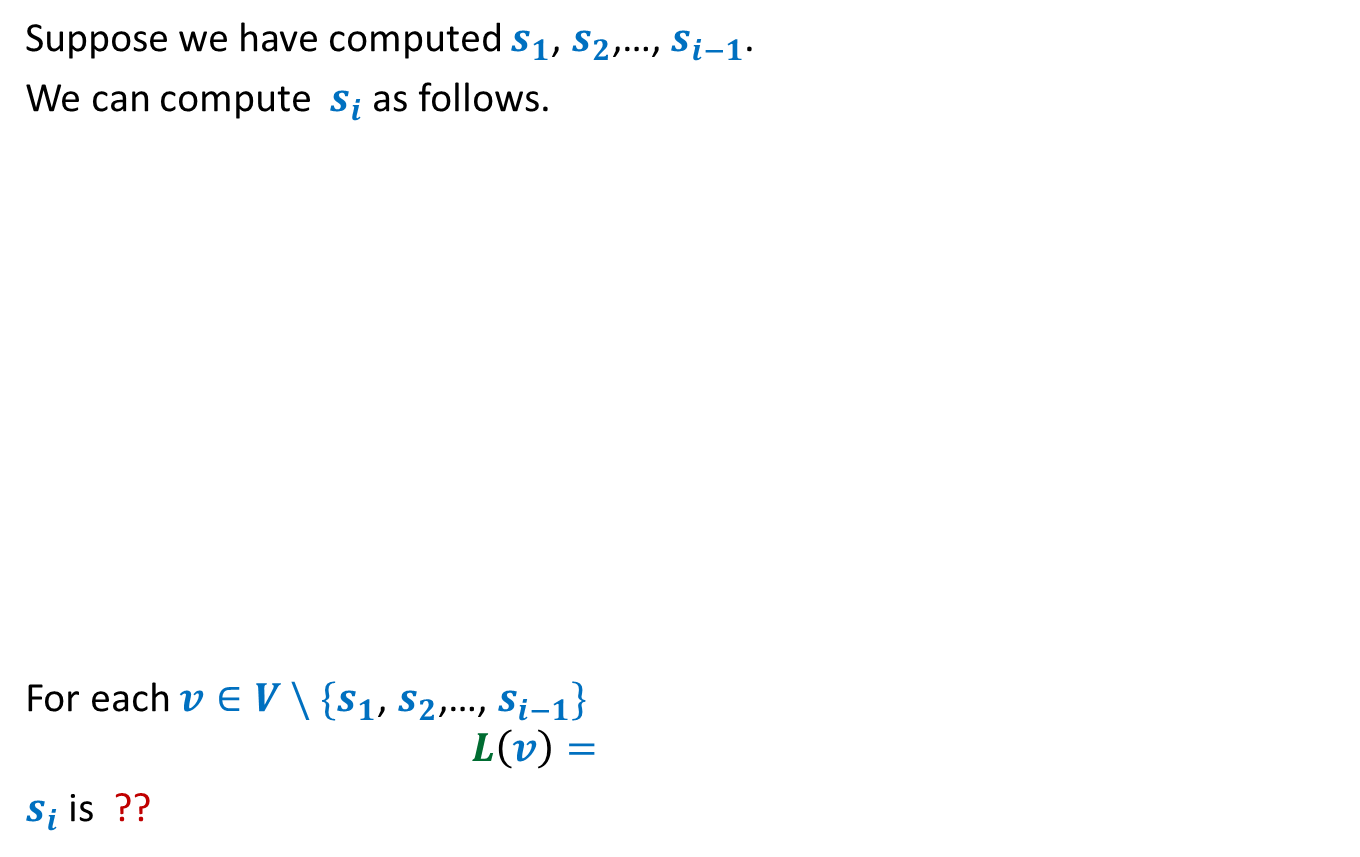 Suppose we have computed s₁, s₂,…, sᵢ₋₁.
We can compute sᵢ as follows.
For each v ∈ V \ {s₁, s₂,…, sᵢ₋₁}
L(v) =
sᵢ is ??